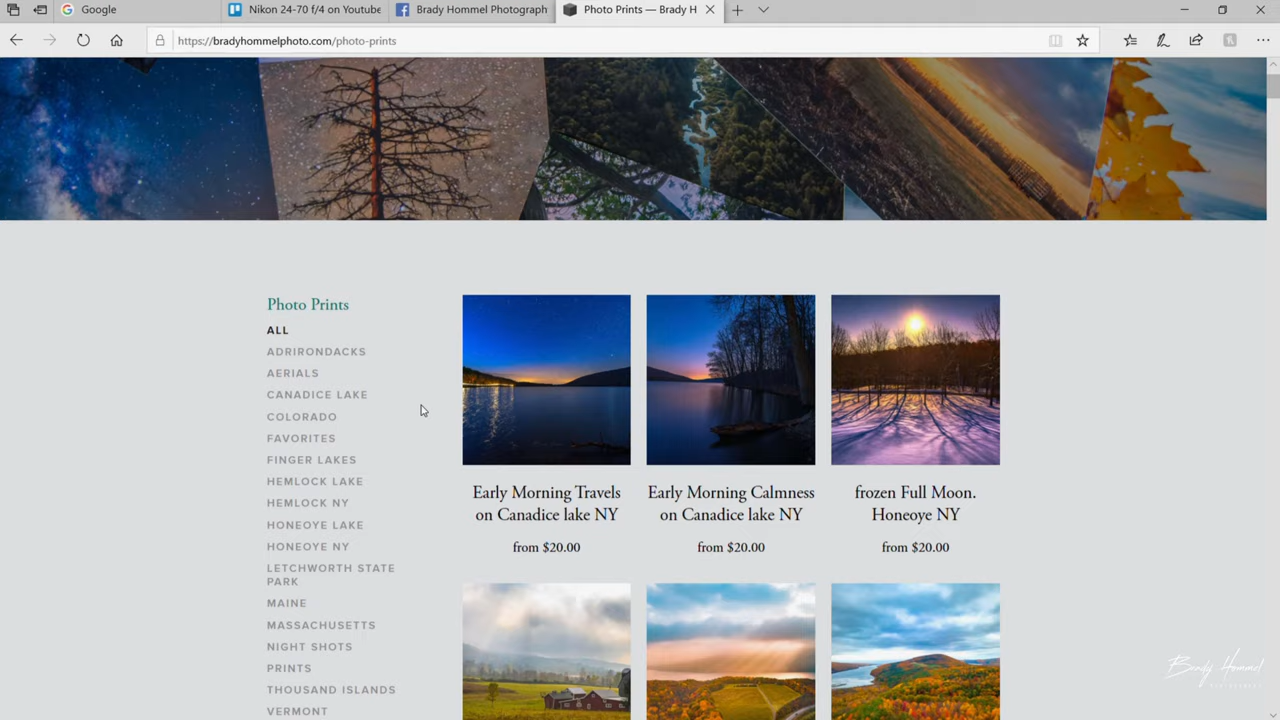 Google
Nikon 24-70 f/4 on Youtube
Brady Hommel Photograph
Photo Prints — Brady H
https://bradyhommelphoto.com/photo-prints
Photo Prints
ALL
ADRIRONDACKS
AERIALS
CANADICE LAKE
COLORADO
FAVORITES
FINGER LAKES
HEMLOCK LAKE
HEMLOCK NY
HONEOYE LAKE
HONEOYE NY
LETCHWORTH STATE
PARK
MAINE
MASSACHUSETTS
NIGHT SHOTS
PRINTS
THOUSAND ISLANDS
VERMONT
Early Morning Travels
on Canadice lake NY
from $20.00
Early Morning Calmness
on Canadice lake NY
from $20.00
frozen Full Moon.
Honeoye NY
from $20.00
Brady Hommel